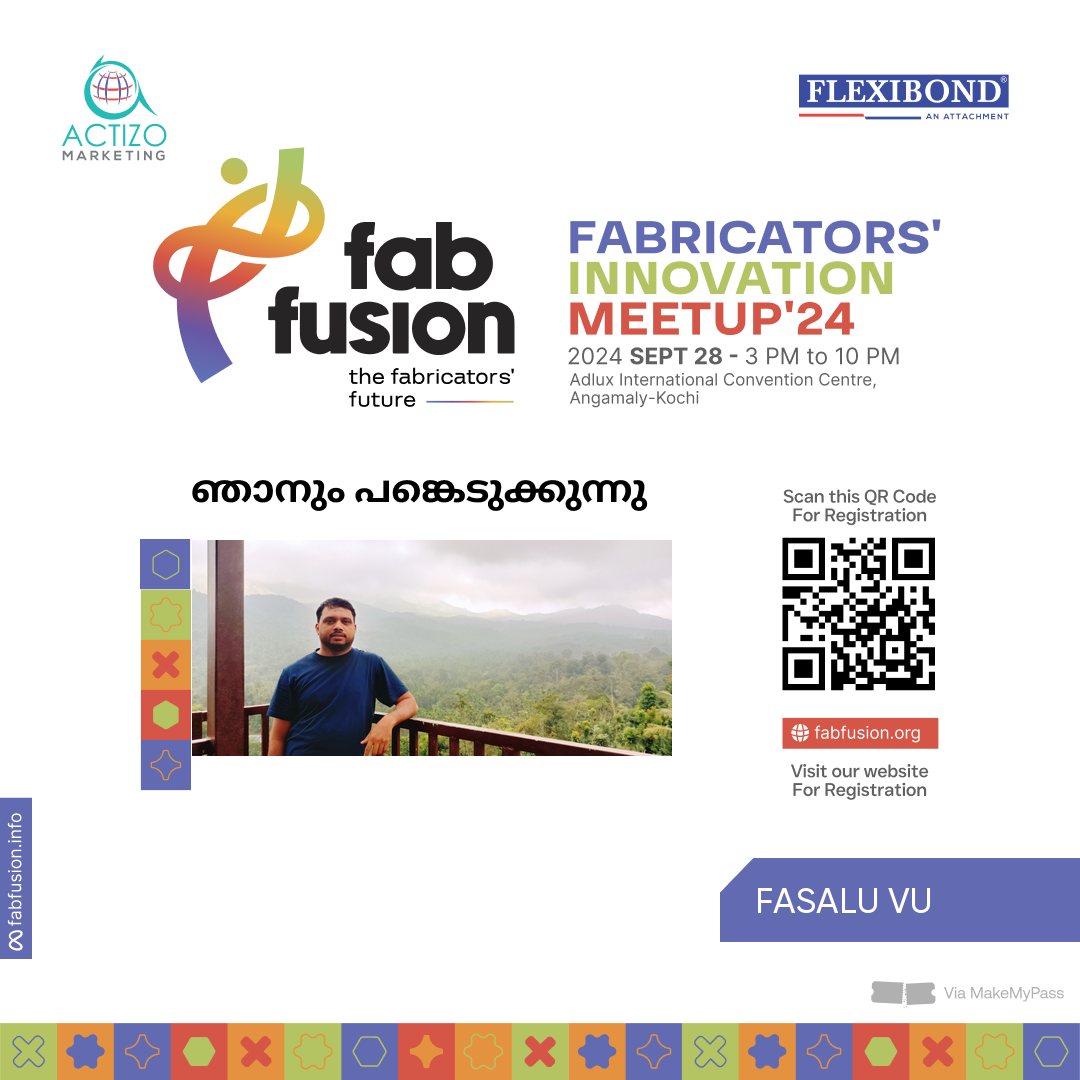 ACTIZO
MARKETING
FLEXIBOND®
AN ATTACHMENT
fab
fusion
the fabricators'
future
FABRICATORS'
INNOVATION
MEETUP'24
2024 SEPT 28 - 3 PM to 10 PM
Adlux International Convention Centre,
Angamaly-Kochi
ഞാനും പങ്കെടുക്കുന്നു
Scan this QR Code
For Registration
fabfusion.org
Visit our website
For Registration
fabfusion.info
FASALU VU
Via MakeMyPass